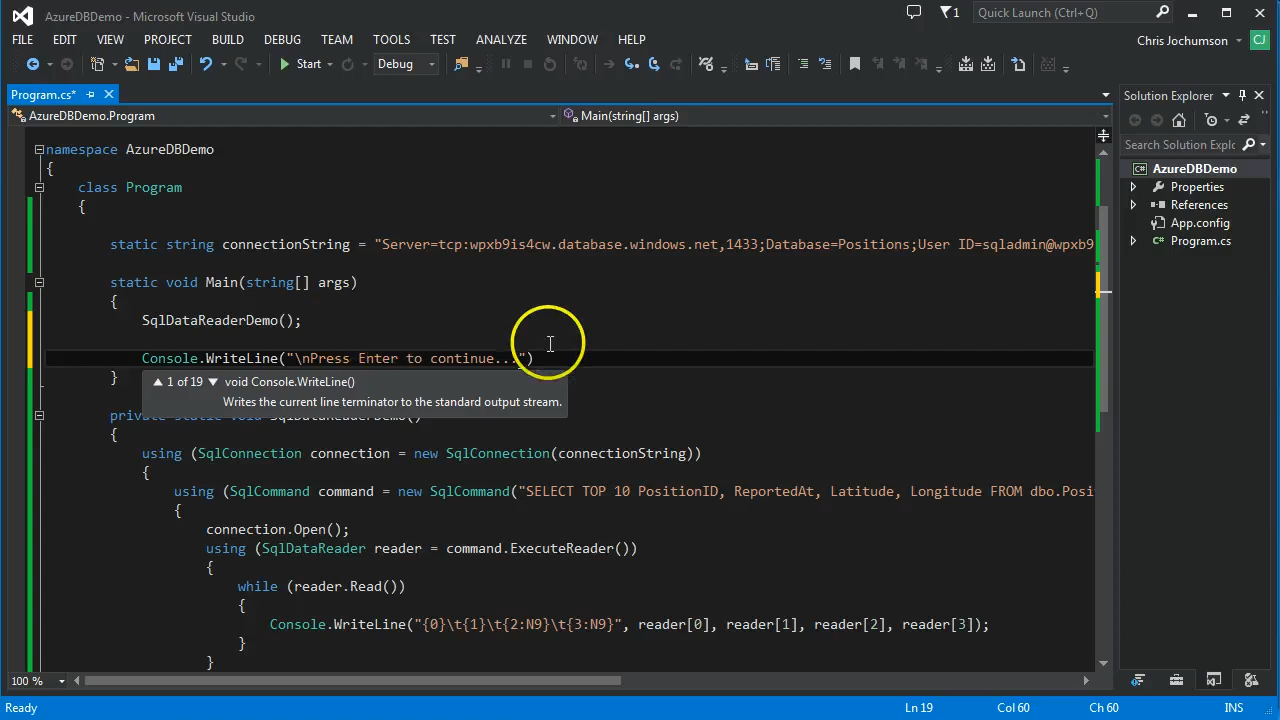 AzureDBDemo - Microsoft Visual Studio
1
Quick Launch (Ctrl+Q)
FILE EDIT VIEW PROJECT BUILD DEBUG TEAM TOOLS TEST ANALYZE WINDOW HELP
Chris Jochumson CJ
Start Debug
Program.cs*
Solution Explorer
AzureDBDemo.Program
Main(string[] args)
Search Solution Explo
AzureDBDemo
Properties
References
App.config
Program.cs
namespace AzureDBDemo
{
class Program
{
static string connectionString = "Server=tcp:wpxb9is4cw.database.windows.net,1433;Database=Positions;User ID=sqladmin@wpxb9
static void Main(string[] args)
{
SqlDataReaderDemo();
Console.WriteLine("\nPress Enter to continue...")
1 of 19 void Console.WriteLine()
Writes the current line terminator to the standard output stream.
}
private static void SqlDataReaderDemo()
{
using (SqlConnection connection = new SqlConnection(connectionString))
{
using (SqlCommand command = new SqlCommand("SELECT TOP 10 PositionID, ReportedAt, Latitude, Longitude FROM dbo.Posi
{
connection.Open();
using (SqlDataReader reader = command.ExecuteReader())
{
while (reader.Read())
{
Console.WriteLine("{0}\t{1}\t{2:N9}\t{3:N9}", reader[0], reader[1], reader[2], reader[3]);
}
}
100 %
Ready
Ln 19
Col 60
Ch 60
INS